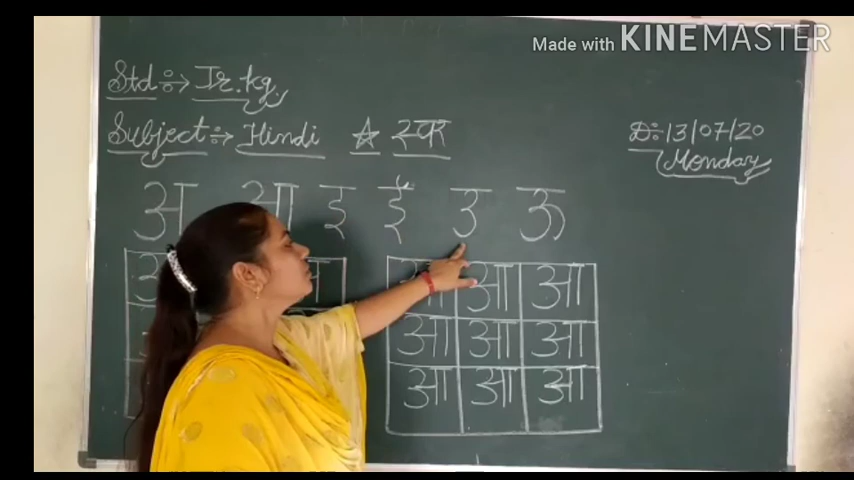 Made with KINEMASTER
Std :-> Jr. kg.
Subject :-> Hindi ☆ स्वर
D:- 13/07/20
Monday
अ आ इ ई उ ऊ
आ आ
आ आ आ
आ आ आ